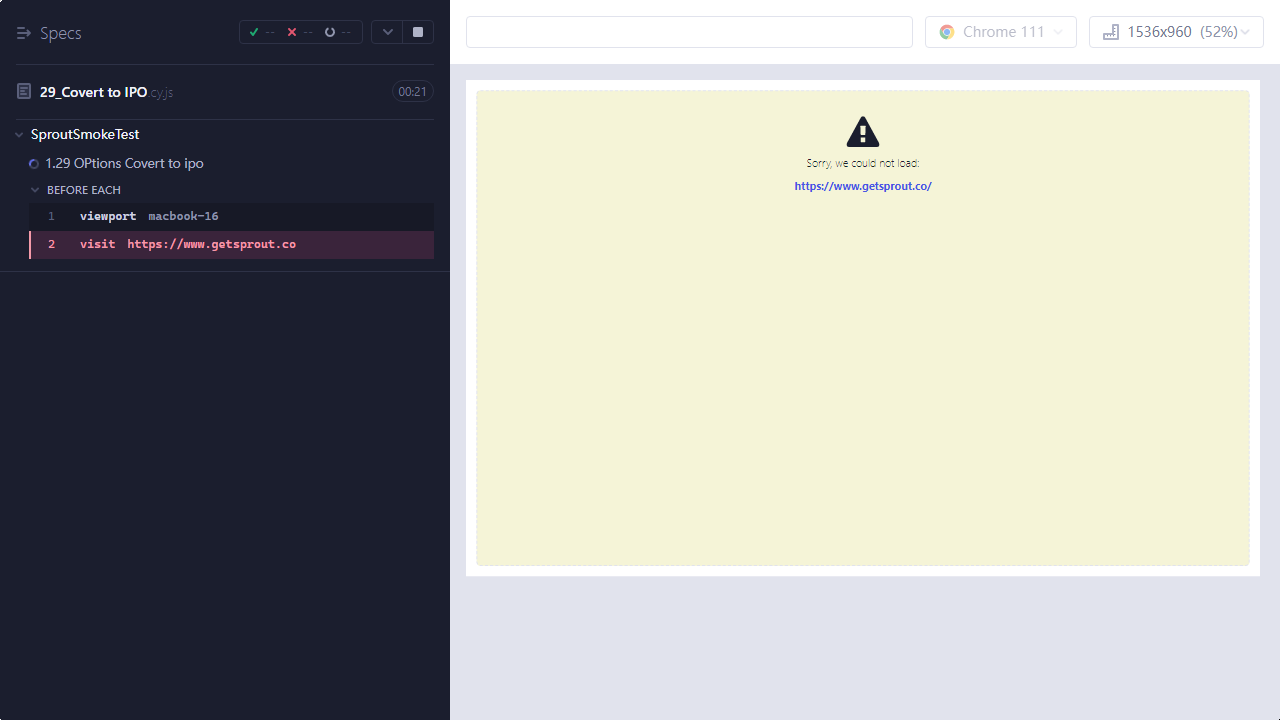 Specs
-- -- --
29_Covert to IPO.cy.js 00:21
SproutSmokeTest
1.29 OPtions Covert to ipo
BEFORE EACH
1 viewport macbook-16
2 visit https://www.getsprout.co
Chrome 111
1536x960 (52%)
Sorry, we could not load:
https://www.getsprout.co/